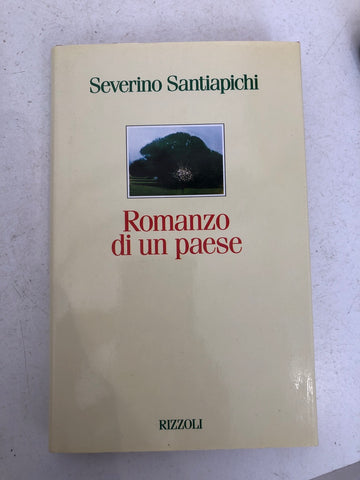 Severino Santiapichi
Romanzo
di un paese
RIZZOLI